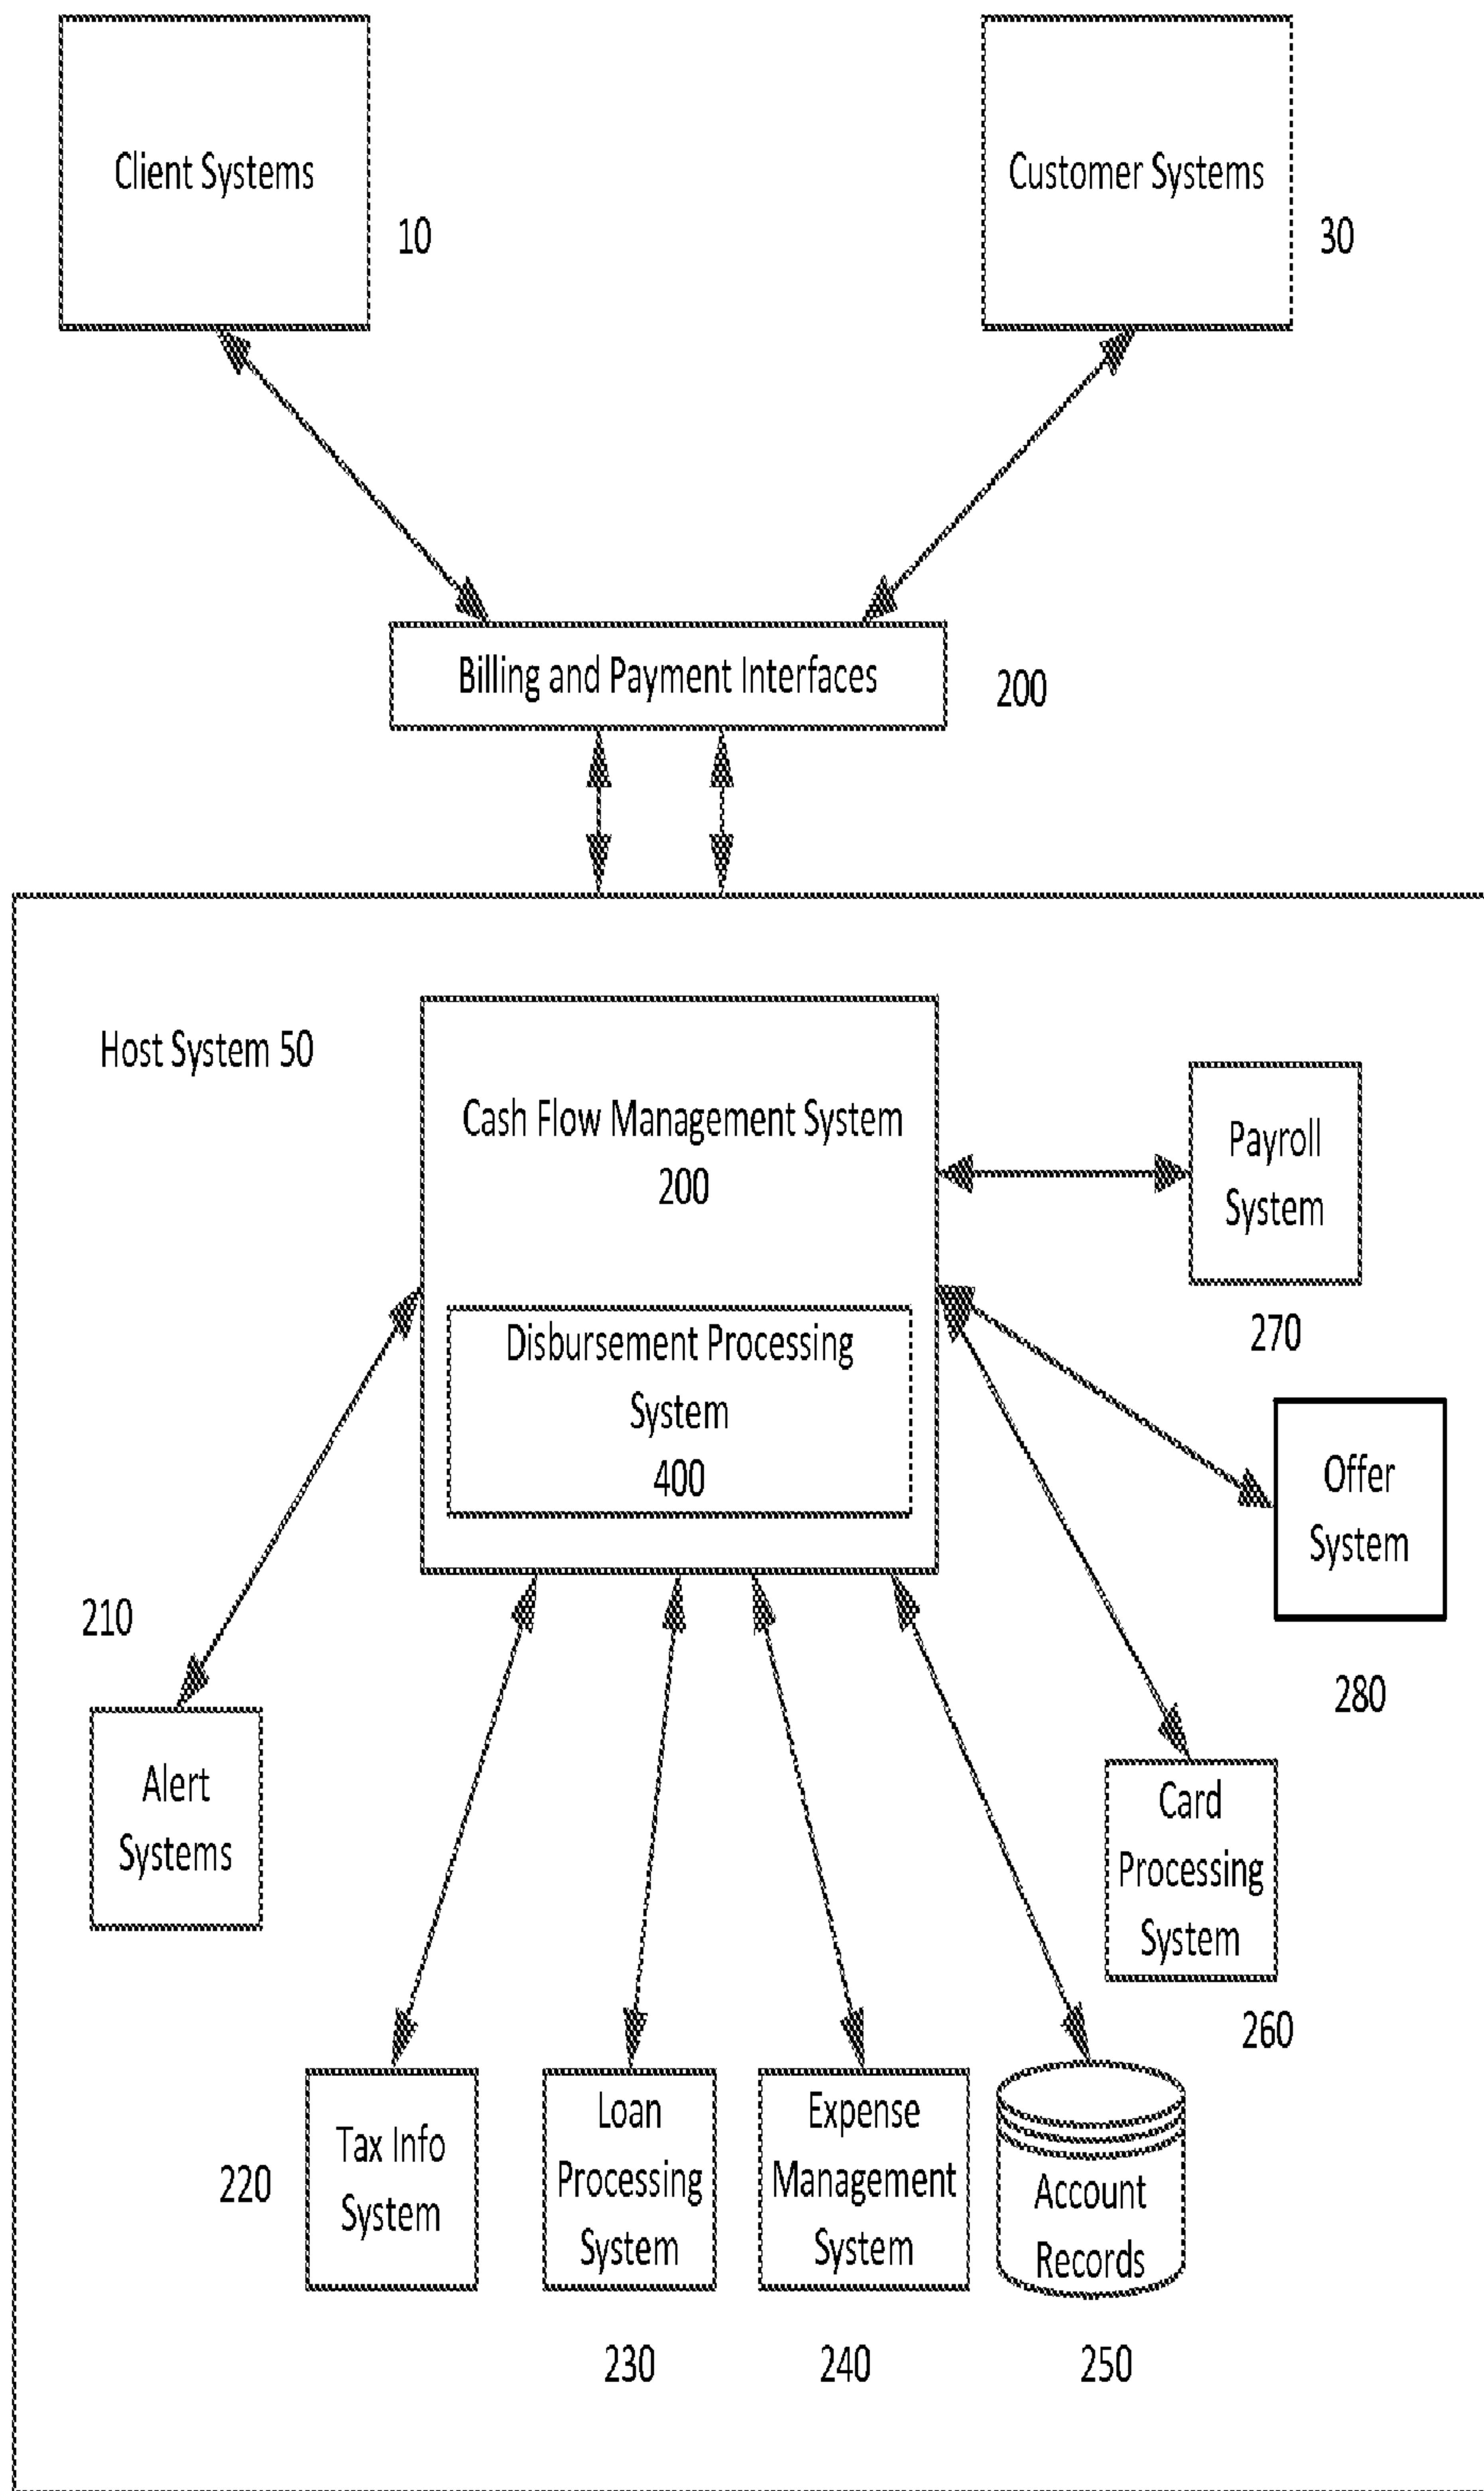 Client Systems
10
Customer Systems
30
Billing and Payment Interfaces
200
Host System 50
Cash Flow Management System
200
Disbursement Processing
System
400
Payroll
System
270
Offer
System
280
210
Alert
Systems
Card
Processing
System
260
220
Tax Info
System
Loan
Processing
System
230
Expense
Management
System
240
Account
Records
250